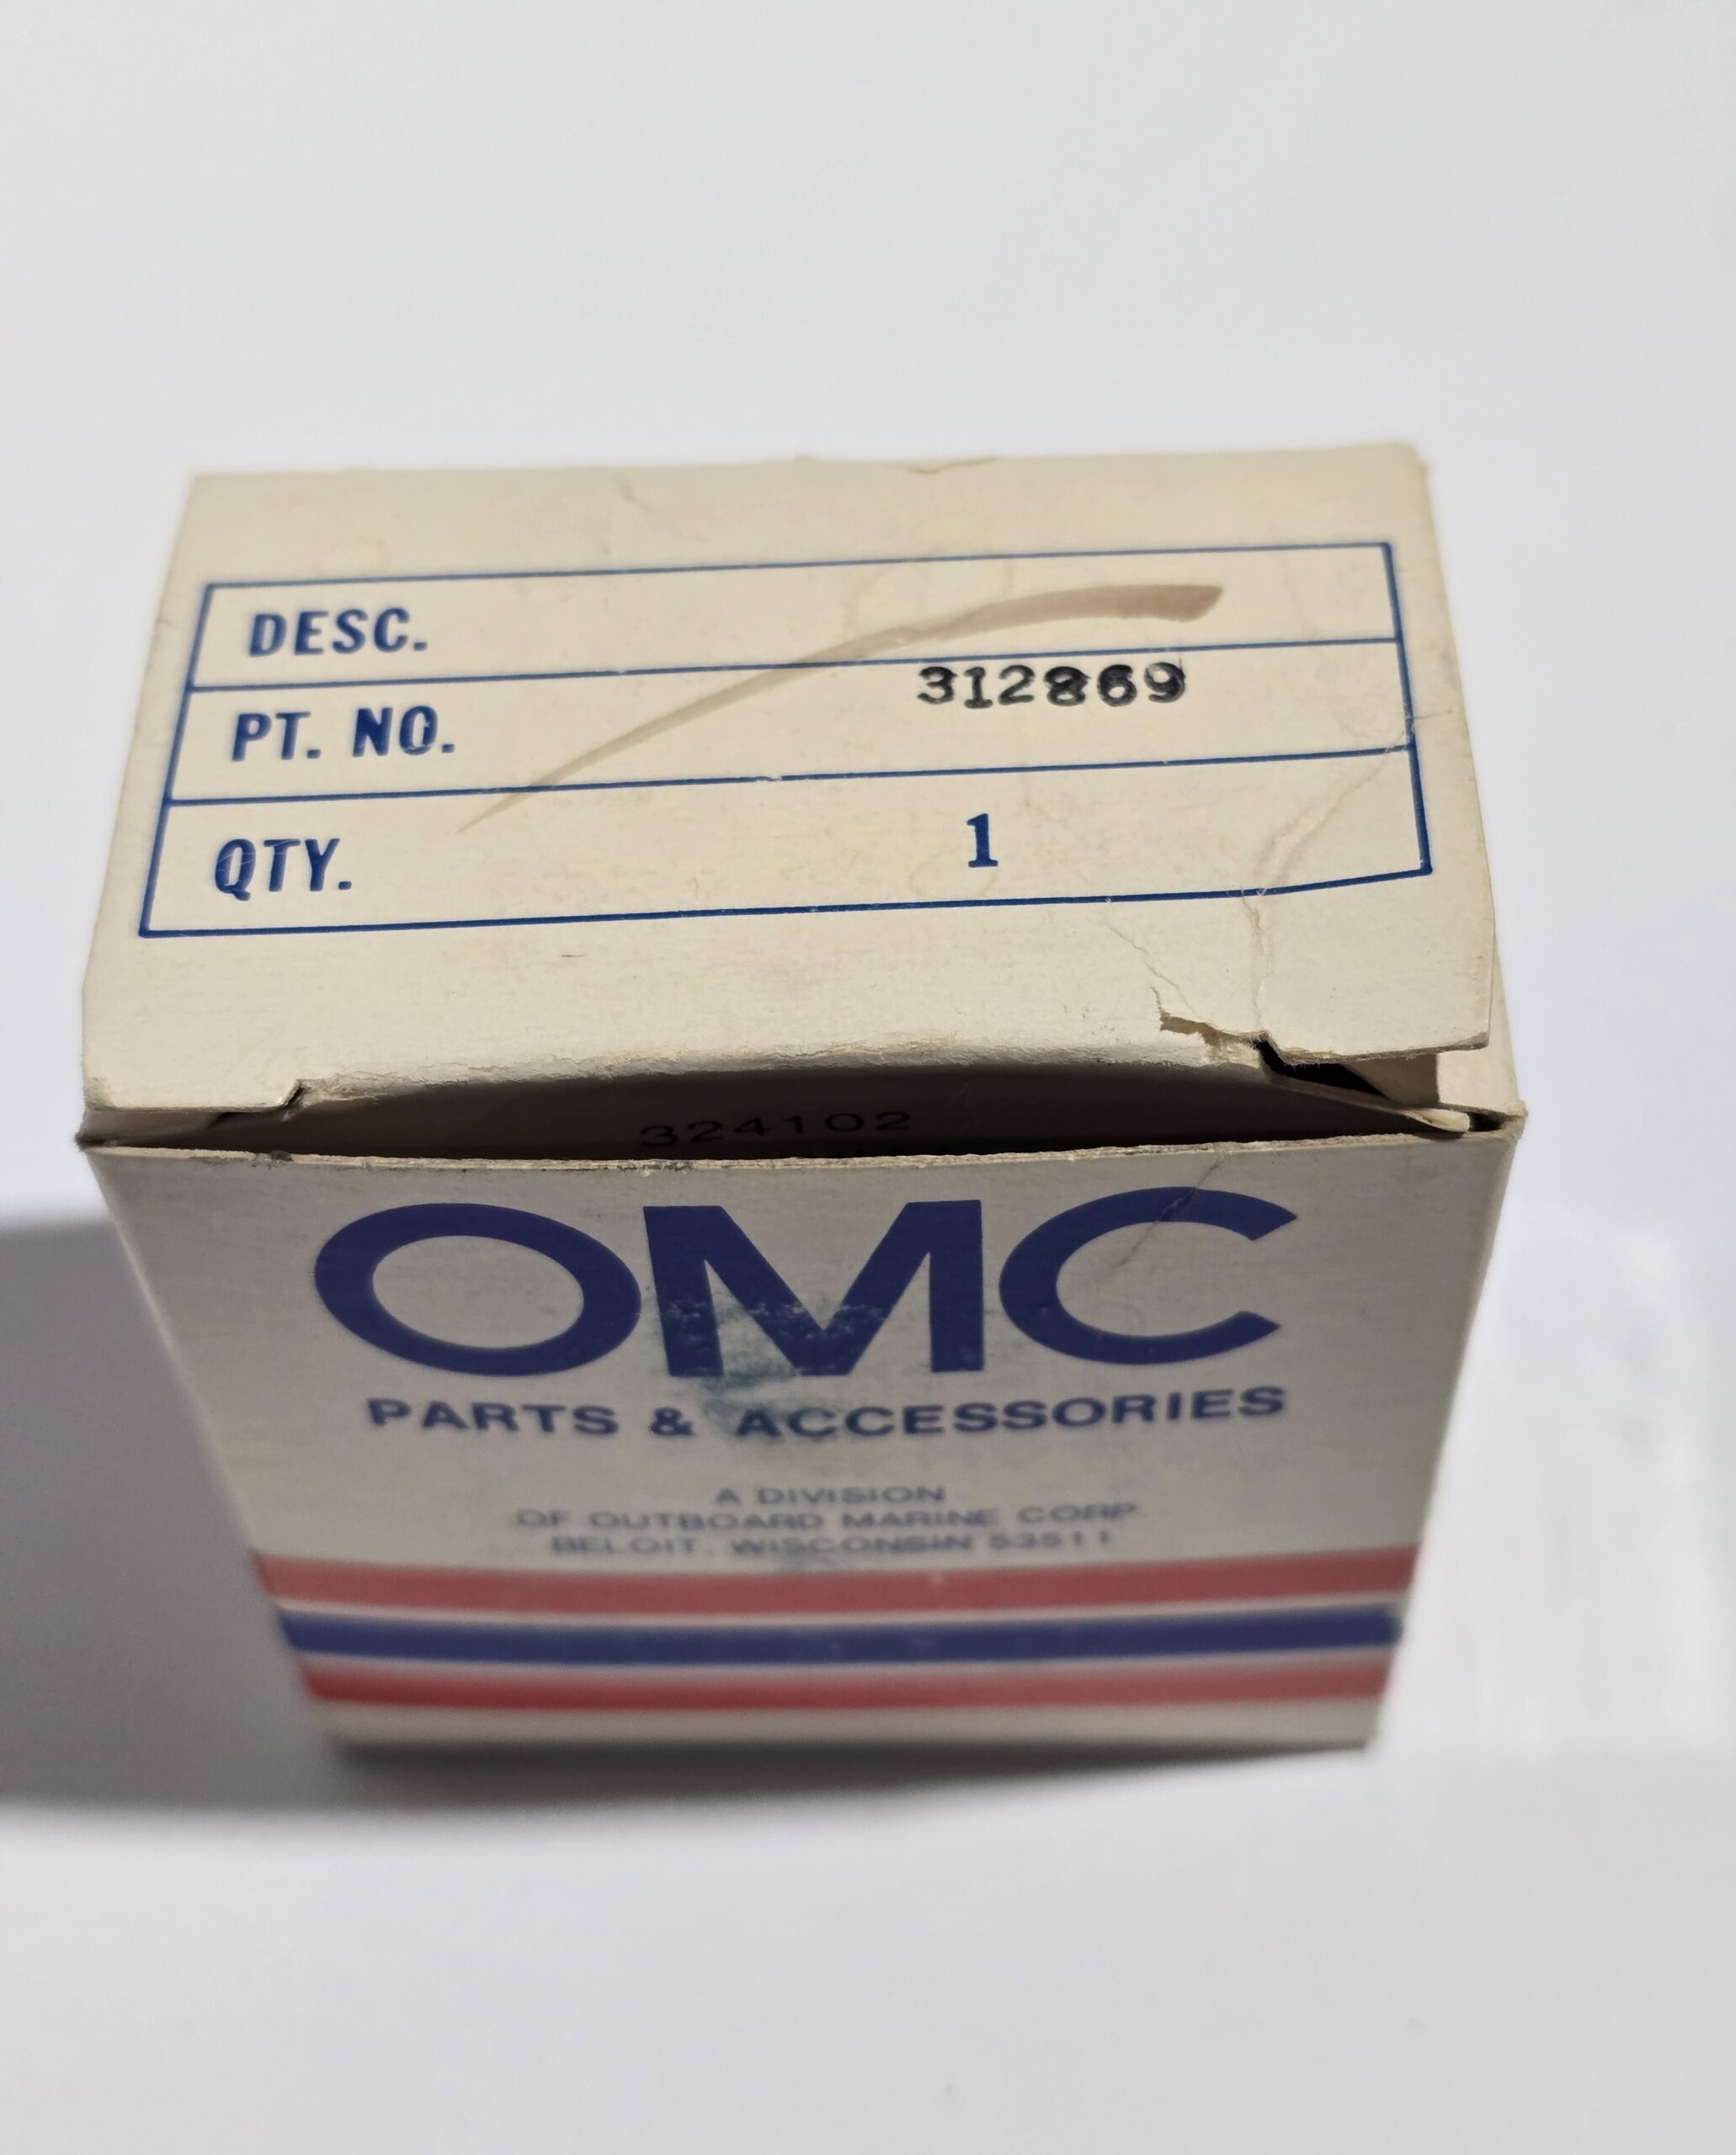 DESC.
PT. NO. 312869
QTY. 1
324102
OMC
PARTS & ACCESSORIES
A DIVISION
OF OUTBOARD MARINE CORP.
BELOIT, WISCONSIN 53511